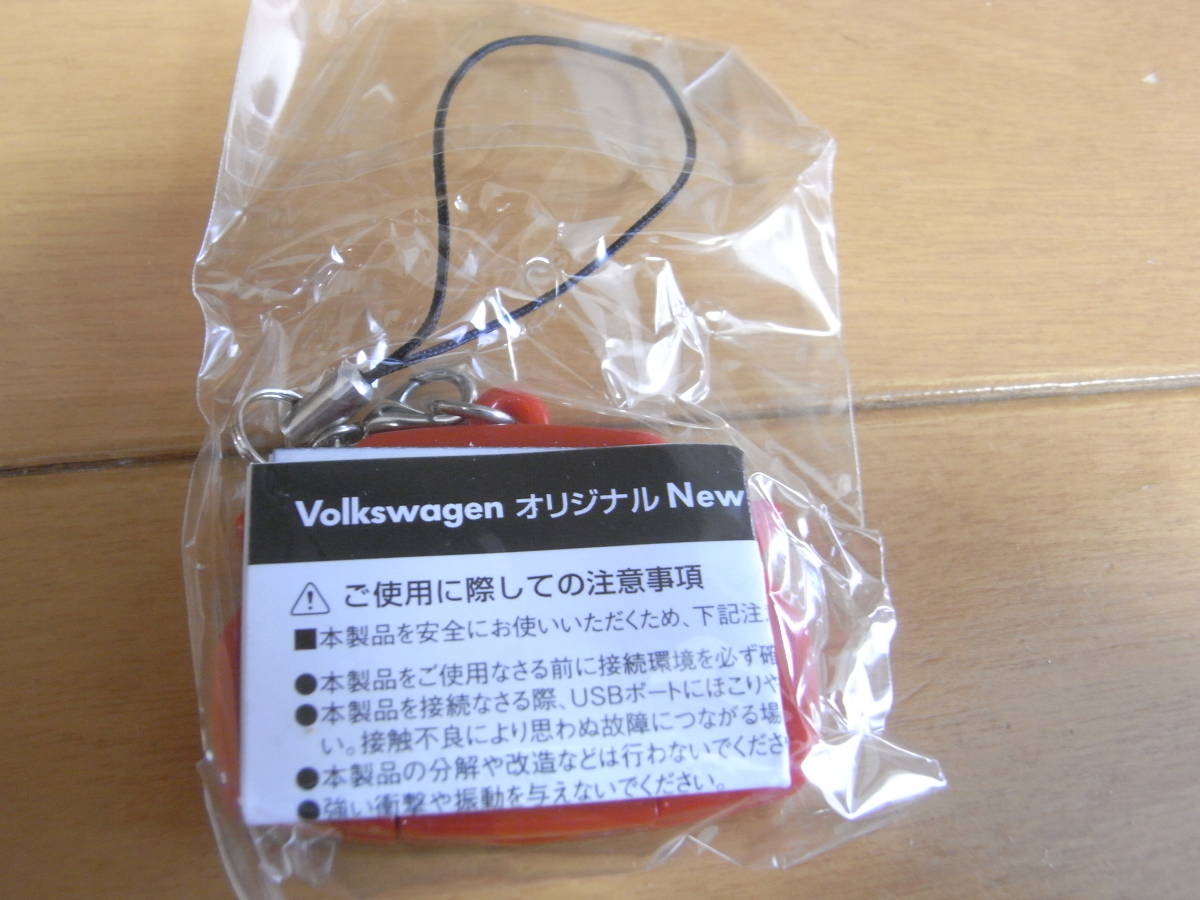 Volkswagen オリジナル New
ご使用に際しての注意事項
■本製品を安全にお使いいただくため、下記注
●本製品をご使用なさる前に接続環境を必ず確
●本製品を接続なさる際、USBポートにほこりや
い。接触不良により思わぬ故障につながる場
●本製品の分解や改造などは行わないでくださ
●強い衝撃や振動を与えないでください。